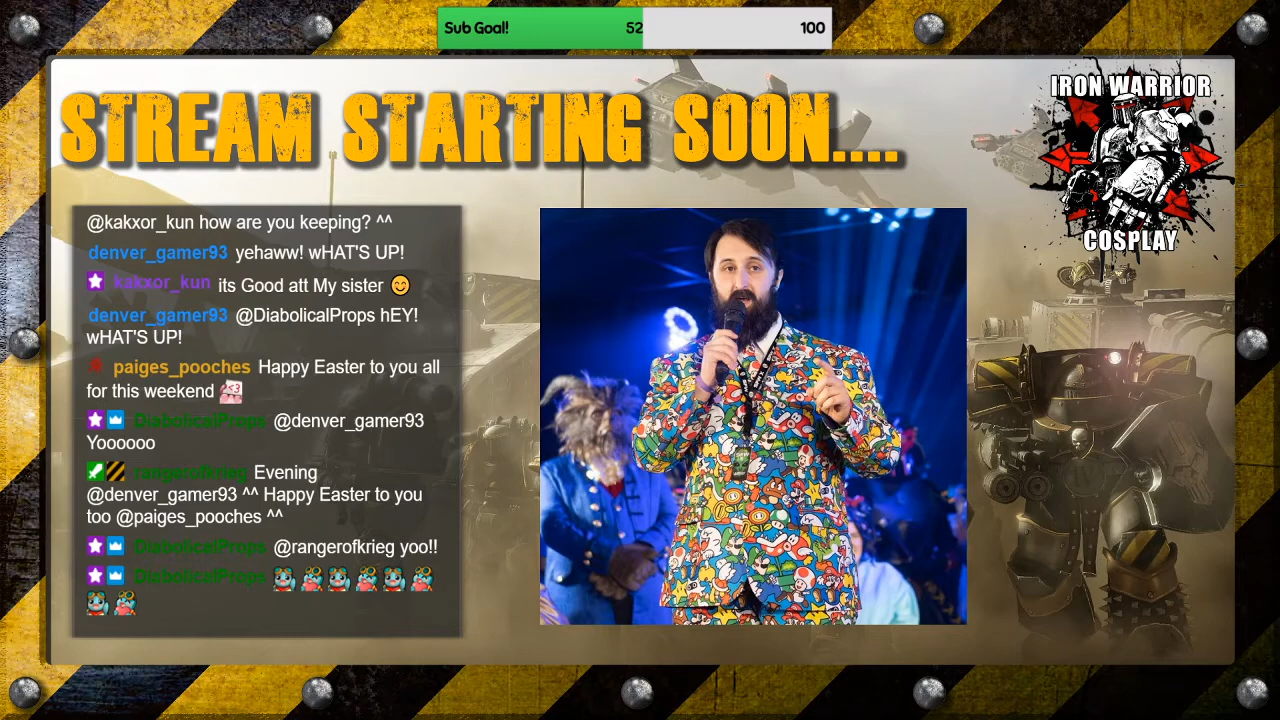 Sub Goal! 52 100
STREAM STARTING SOON....
IRON WARRIOR
COSPLAY
@kakxor_kun how are you keeping? ^^
denver_gamer93 yehaww! wHAT'S UP!
kakxor_kun its Good att My sister 😊
denver_gamer93 @DiabolicalProps hEY!
wHAT'S UP!
paiges_pooches Happy Easter to you all
for this weekend <3
DiabolicalProps @denver_gamer93
Yoooooo
rangerofkrieg Evening
@denver_gamer93 ^^ Happy Easter to you
too @paiges_pooches ^^
DiabolicalProps @rangerofkrieg yoo!!
DiabolicalProps